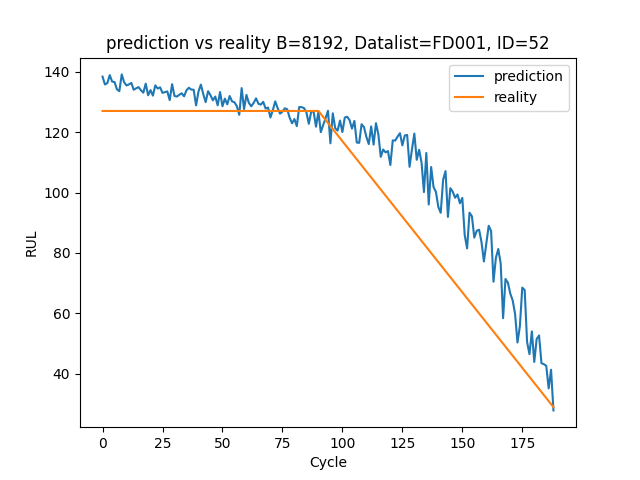 prediction vs reality B=8192, Datalist=FD001, ID=52
prediction
reality
RUL
140
120
100
80
60
40
0 25 50 75 100 125 150 175
Cycle